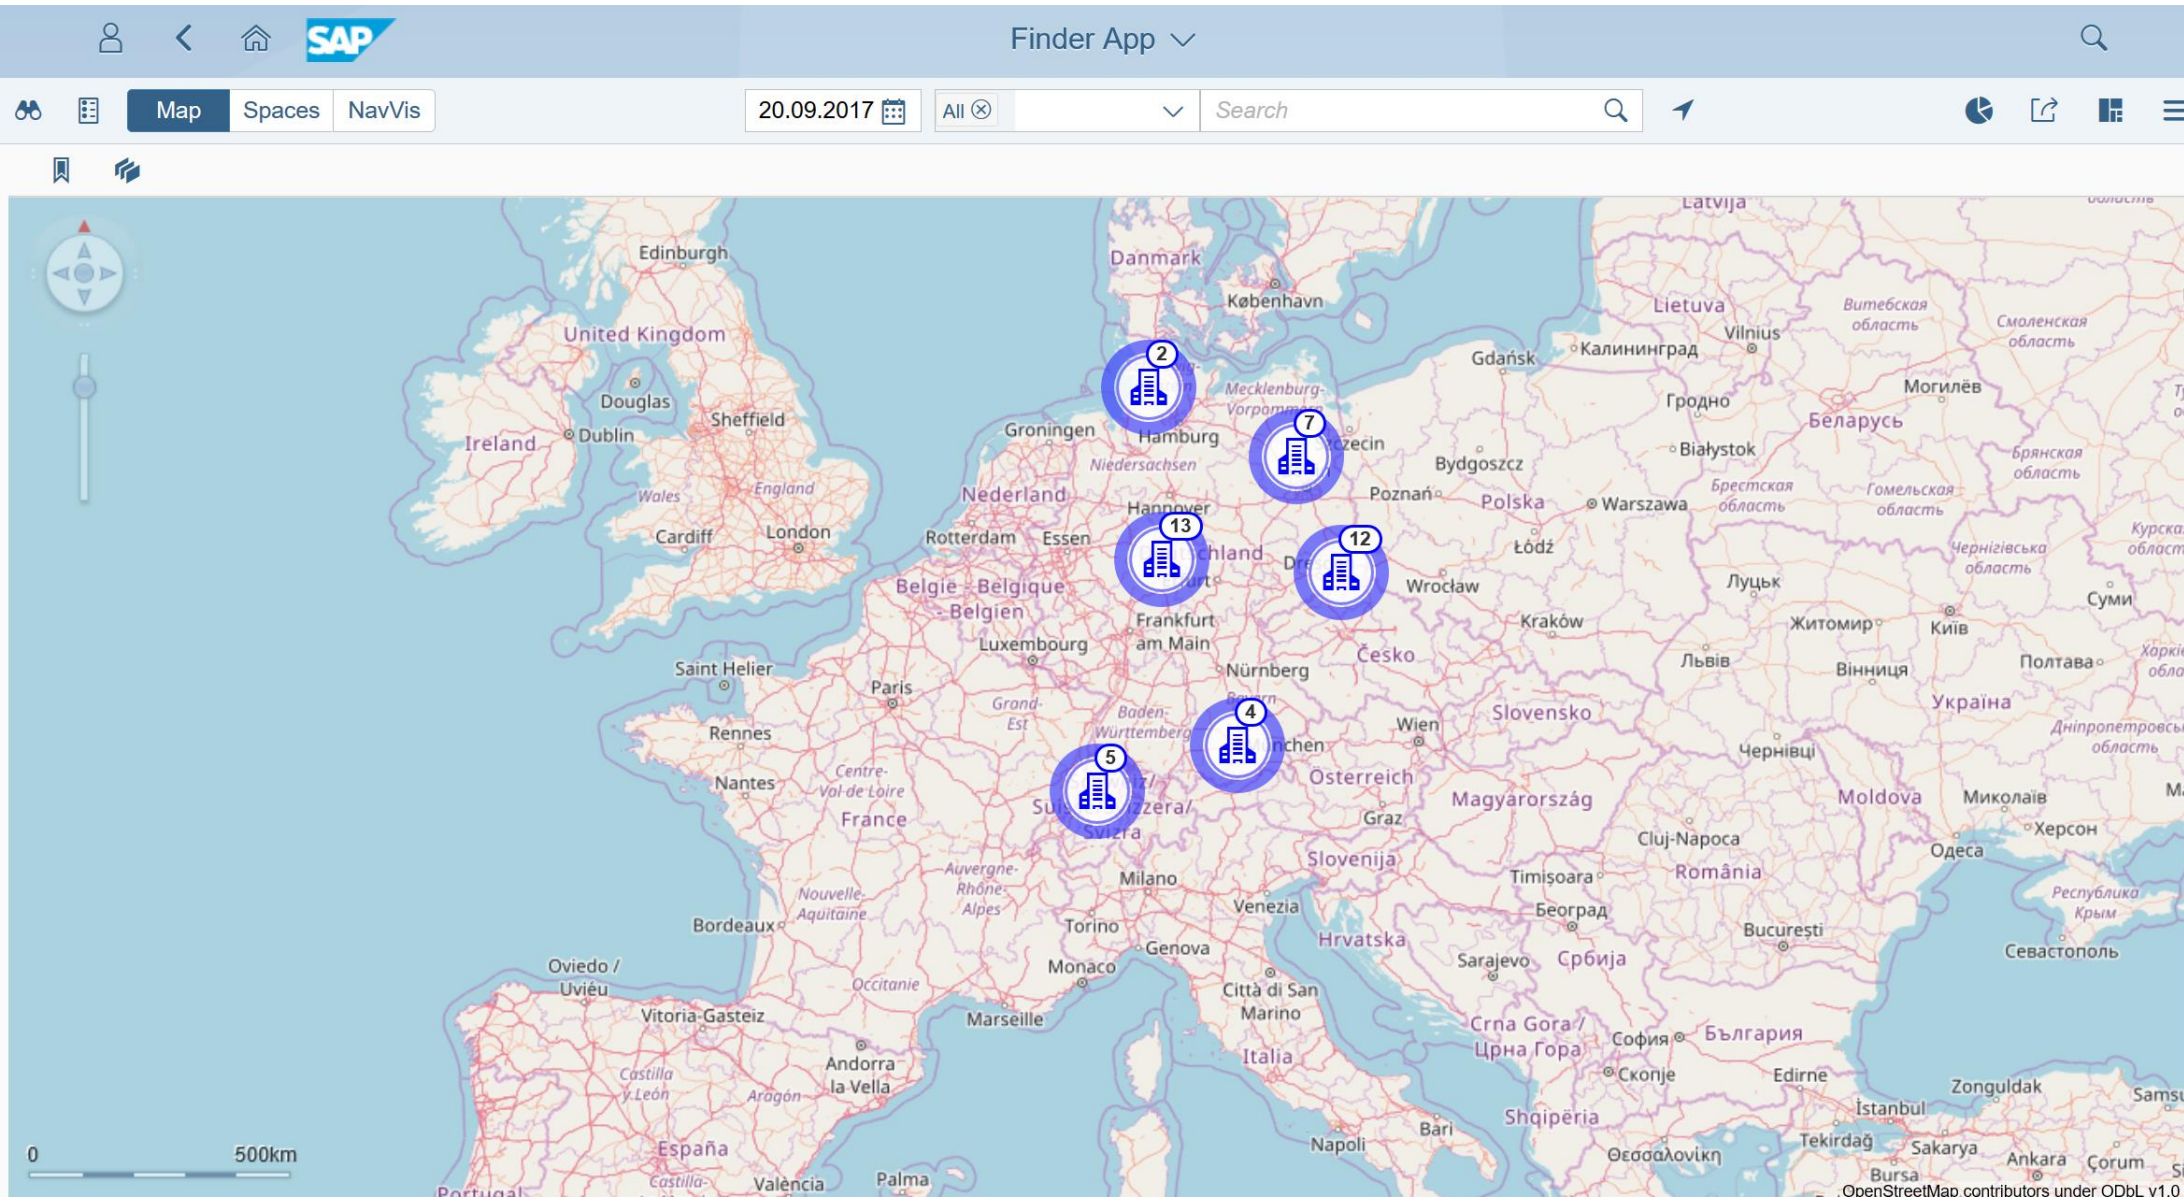 SAP
Finder App
Map
Spaces
NavVis
20.09.2017
All
Search
Latvija
Edinburgh
Danmark
København
United Kingdom
Lietuva
Vilnius
Витебская
область
Смоленская
область
2
Gdańsk
Калининград
Douglas
Mecklenburg-
Vorpommern
Могилёв
Гродно
Sheffield
Ireland
Dublin
Groningen
Hamburg
7
Беларусь
Białystok
Niedersachsen
Bydgoszcz
Брянская
область
Wales
England
Nederland
Hannover
Poznań
Polska
Warszawa
Брестская
область
Гомельская
область
Cardiff
London
Rotterdam
Essen
13
12
Łódź
Чернігівська
область
België - Belgique
- Belgien
Wrocław
Луцьк
Суми
Frankfurt
am Main
Kraków
Житомир
Київ
Luxembourg
Česko
Saint Helier
Nürnberg
Львів
Вінниця
Полтава
Paris
Grand-
Est
Baden-
Württemberg
Bayern
4
Wien
Slovensko
Україна
Rennes
Чернівці
Nantes
Centre-
Val de Loire
5
Österreich
France
Magyarország
Moldova
Миколаїв
Graz
Херсон
Cluj-Napoca
Одеса
Slovenija
Auvergne-
Rhône-
Alpes
Milano
Timișoara
România
Nouvelle-
Aquitaine
Venezia
Республика
Крым
Bordeaux
Torino
Београд
București
Genova
Hrvatska
Севастополь
Oviedo /
Uviéu
Monaco
Sarajevo
Србија
Occitanie
Città di San
Marino
Vitoria-Gasteiz
Marseille
Crna Gora /
Црна Гора
София
България
Andorra
la Vella
Italia
Скопје
Edirne
Castilla
y León
Aragón
Zonguldak
İstanbul
Shqipëria
Bari
Napoli
Tekirdağ
Sakarya
0
500km
España
Θεσσαλονίκη
Ankara
Çorum
Castilla-
València
Palma
Bursa
Portugal
OpenStreetMap contributors under ODbL v1.0